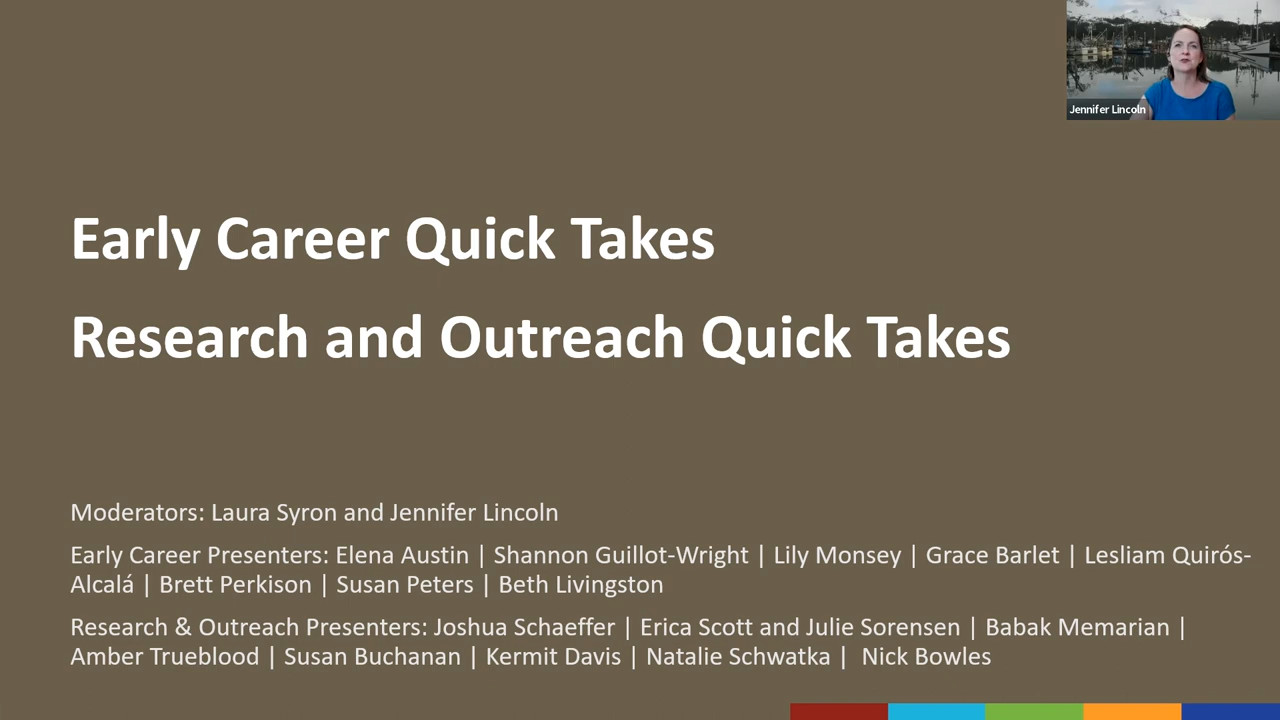 Jennifer Lincoln
Early Career Quick Takes
Research and Outreach Quick Takes
Moderators: Laura Syron and Jennifer Lincoln
Early Career Presenters: Elena Austin | Shannon Guillot-Wright | Lily Monsey | Grace Barlet | Lesliam Quirós-
Alcalá | Brett Perkison | Susan Peters | Beth Livingston
Research & Outreach Presenters: Joshua Schaeffer | Erica Scott and Julie Sorensen | Babak Memarian |
Amber Trueblood | Susan Buchanan | Kermit Davis | Natalie Schwatka | Nick Bowles